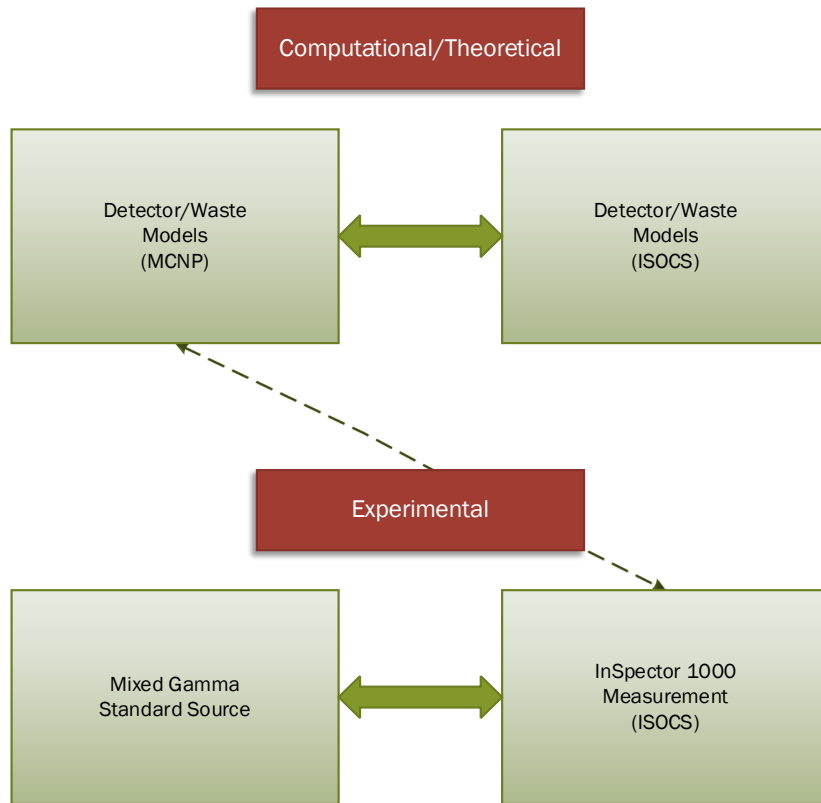 Computational/Theoretical
Detector/Waste
Models
(MCNP)
Detector/Waste
Models
(ISOCS)
Experimental
Mixed Gamma
Standard Source
InSpector 1000
Measurement
(ISOCS)